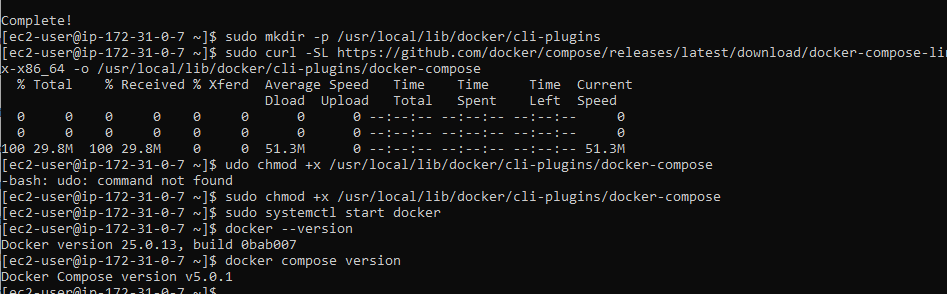 Complete!
[ec2-user@ip-172-31-0-7 ~]$ sudo mkdir -p /usr/local/lib/docker/cli-plugins
[ec2-user@ip-172-31-0-7 ~]$ sudo curl -SL https://github.com/docker/compose/releases/latest/download/docker-compose-li
x-x86_64 -o /usr/local/lib/docker/cli-plugins/docker-compose
  % Total    % Received % Xferd  Average Speed   Time    Time     Time  Current
                                 Dload  Upload   Total   Spent    Left  Speed
  0     0    0     0    0     0      0      0 --:--:-- --:--:-- --:--:--     0
  0     0    0     0    0     0      0      0 --:--:-- --:--:-- --:--:--     0
100 29.8M  100 29.8M    0     0  51.3M      0 --:--:-- --:--:-- --:--:-- 51.3M
[ec2-user@ip-172-31-0-7 ~]$ udo chmod +x /usr/local/lib/docker/cli-plugins/docker-compose
-bash: udo: command not found
[ec2-user@ip-172-31-0-7 ~]$ sudo chmod +x /usr/local/lib/docker/cli-plugins/docker-compose
[ec2-user@ip-172-31-0-7 ~]$ sudo systemctl start docker
[ec2-user@ip-172-31-0-7 ~]$ docker --version
Docker version 25.0.13, build 0bab007
[ec2-user@ip-172-31-0-7 ~]$ docker compose version
Docker Compose version v5.0.1
[ec2-user@ip-172-31-0-7 ~]$